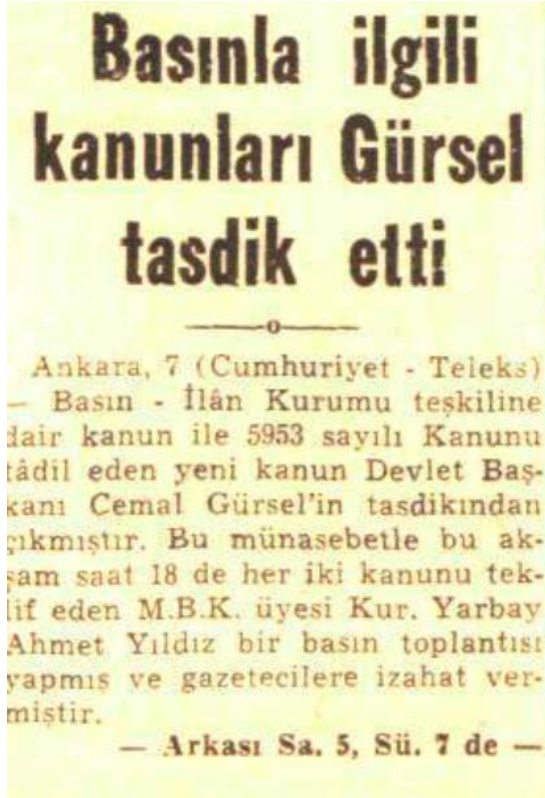 Basınla ilgili
kanunları Gürsel
tasdik etti
Ankara, 7 (Cumhuriyet - Teleks)
— Basın - İlân Kurumu teşkiline
dair kanun ile 5953 sayılı Kanunu
tâdil eden yeni kanun Devlet Baş-
kanı Cemal Gürsel'in tasdikından
çıkmıştır. Bu münasebetle bu ak-
şam saat 18 de her iki kanunu tek-
lif eden M.B.K. üyesi Kur. Yarbay
Ahmet Yıldız bir basın toplantısı
yapmış ve gazetecilere izahat ver-
miştir.
— Arkası Sa. 5, Sü. 7 de —